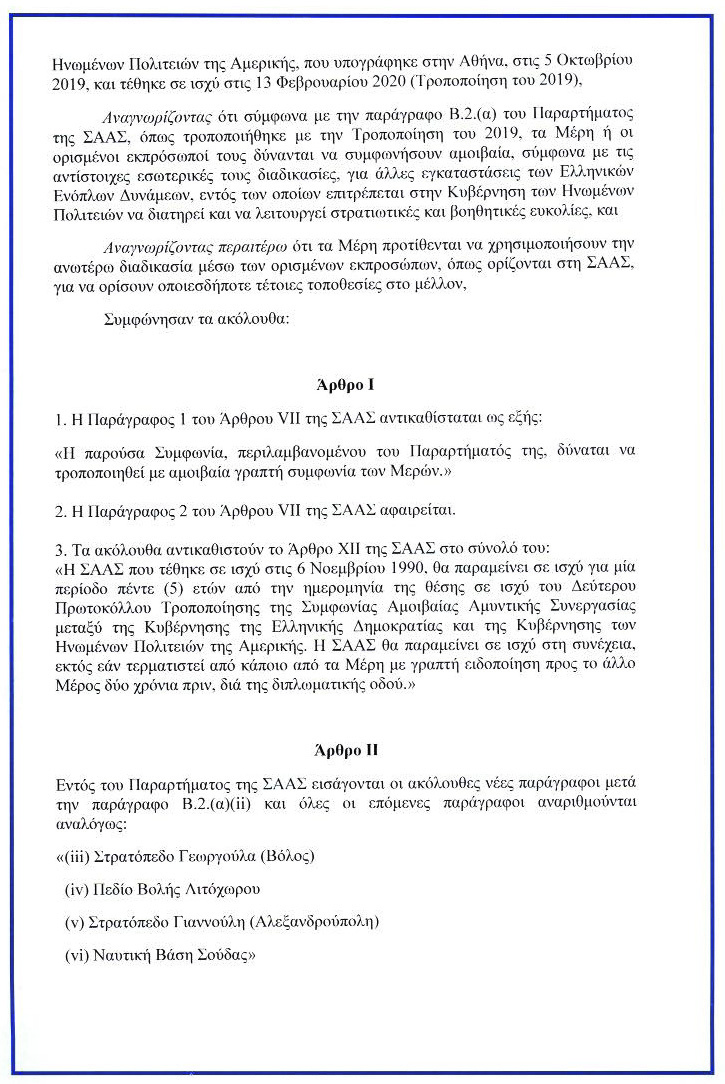 Ηνωμένων Πολιτειών της Αμερικής, που υπογράφηκε στην Αθήνα, στις 5 Οκτωβρίου
2019, και τέθηκε σε ισχύ στις 13 Φεβρουαρίου 2020 (Τροποποίηση του 2019),
Αναγνωρίζοντας ότι σύμφωνα με την παράγραφο Β.2.(α) του Παραρτήματος
της ΣΑΑΣ, όπως τροποποιήθηκε με την Τροποποίηση του 2019, τα Μέρη ή οι
ορισμένοι εκπρόσωποί τους δύνανται να συμφωνήσουν αμοιβαία, σύμφωνα με τις
αντίστοιχες εσωτερικές τους διαδικασίες, για άλλες εγκαταστάσεις των Ελληνικών
Ενόπλων Δυνάμεων, εντός των οποίων επιτρέπεται στην Κυβέρνηση των Ηνωμένων
Πολιτειών να διατηρεί και να λειτουργεί στρατιωτικές και βοηθητικές ευκολίες, και
Αναγνωρίζοντας περαιτέρω ότι τα Μέρη προτίθενται να χρησιμοποιήσουν την
ανωτέρω διαδικασία μέσω των ορισμένων εκπροσώπων, όπως ορίζονται στη ΣΑΑΣ,
για να ορίσουν οποιεσδήποτε τέτοιες τοποθεσίες στο μέλλον,
Συμφώνησαν τα ακόλουθα:
Άρθρο I
1. Η Παράγραφος 1 του Άρθρου VII της ΣΑΑΣ αντικαθίσταται ως εξής:
«Η παρούσα Συμφωνία, περιλαμβανομένου του Παραρτήματός της, δύναται να
τροποποιηθεί με αμοιβαία γραπτή συμφωνία των Μερών.»
2. Η Παράγραφος 2 του Άρθρου VII της ΣΑΑΣ αφαιρείται.
3. Τα ακόλουθα αντικαθιστούν το Άρθρο XII της ΣΑΑΣ στο σύνολό του:
«Η ΣΑΑΣ που τέθηκε σε ισχύ στις 6 Νοεμβρίου 1990, θα παραμείνει σε ισχύ για μία
περίοδο πέντε (5) ετών από την ημερομηνία της θέσης σε ισχύ του Δεύτερου
Πρωτοκόλλου Τροποποίησης της Συμφωνίας Αμοιβαίας Αμυντικής Συνεργασίας
μεταξύ της Κυβέρνησης της Ελληνικής Δημοκρατίας και της Κυβέρνησης των
Ηνωμένων Πολιτειών της Αμερικής. Η ΣΑΑΣ θα παραμείνει σε ισχύ στη συνέχεια,
εκτός εάν τερματιστεί από κάποιο από τα Μέρη με γραπτή ειδοποίηση προς το άλλο
Μέρος δύο χρόνια πριν, διά της διπλωματικής οδού.»
Άρθρο II
Εντός του Παραρτήματος της ΣΑΑΣ εισάγονται οι ακόλουθες νέες παράγραφοι μετά
την παράγραφο Β.2.(α)(ii) και όλες οι επόμενες παράγραφοι αναριθμούνται
αναλόγως:
«(iii) Στρατόπεδο Γεωργούλα (Βόλος)
(iv) Πεδίο Βολής Λιτόχωρου
(v) Στρατόπεδο Γιαννούλη (Αλεξανδρούπολη)
(vi) Ναυτική Βάση Σούδας»